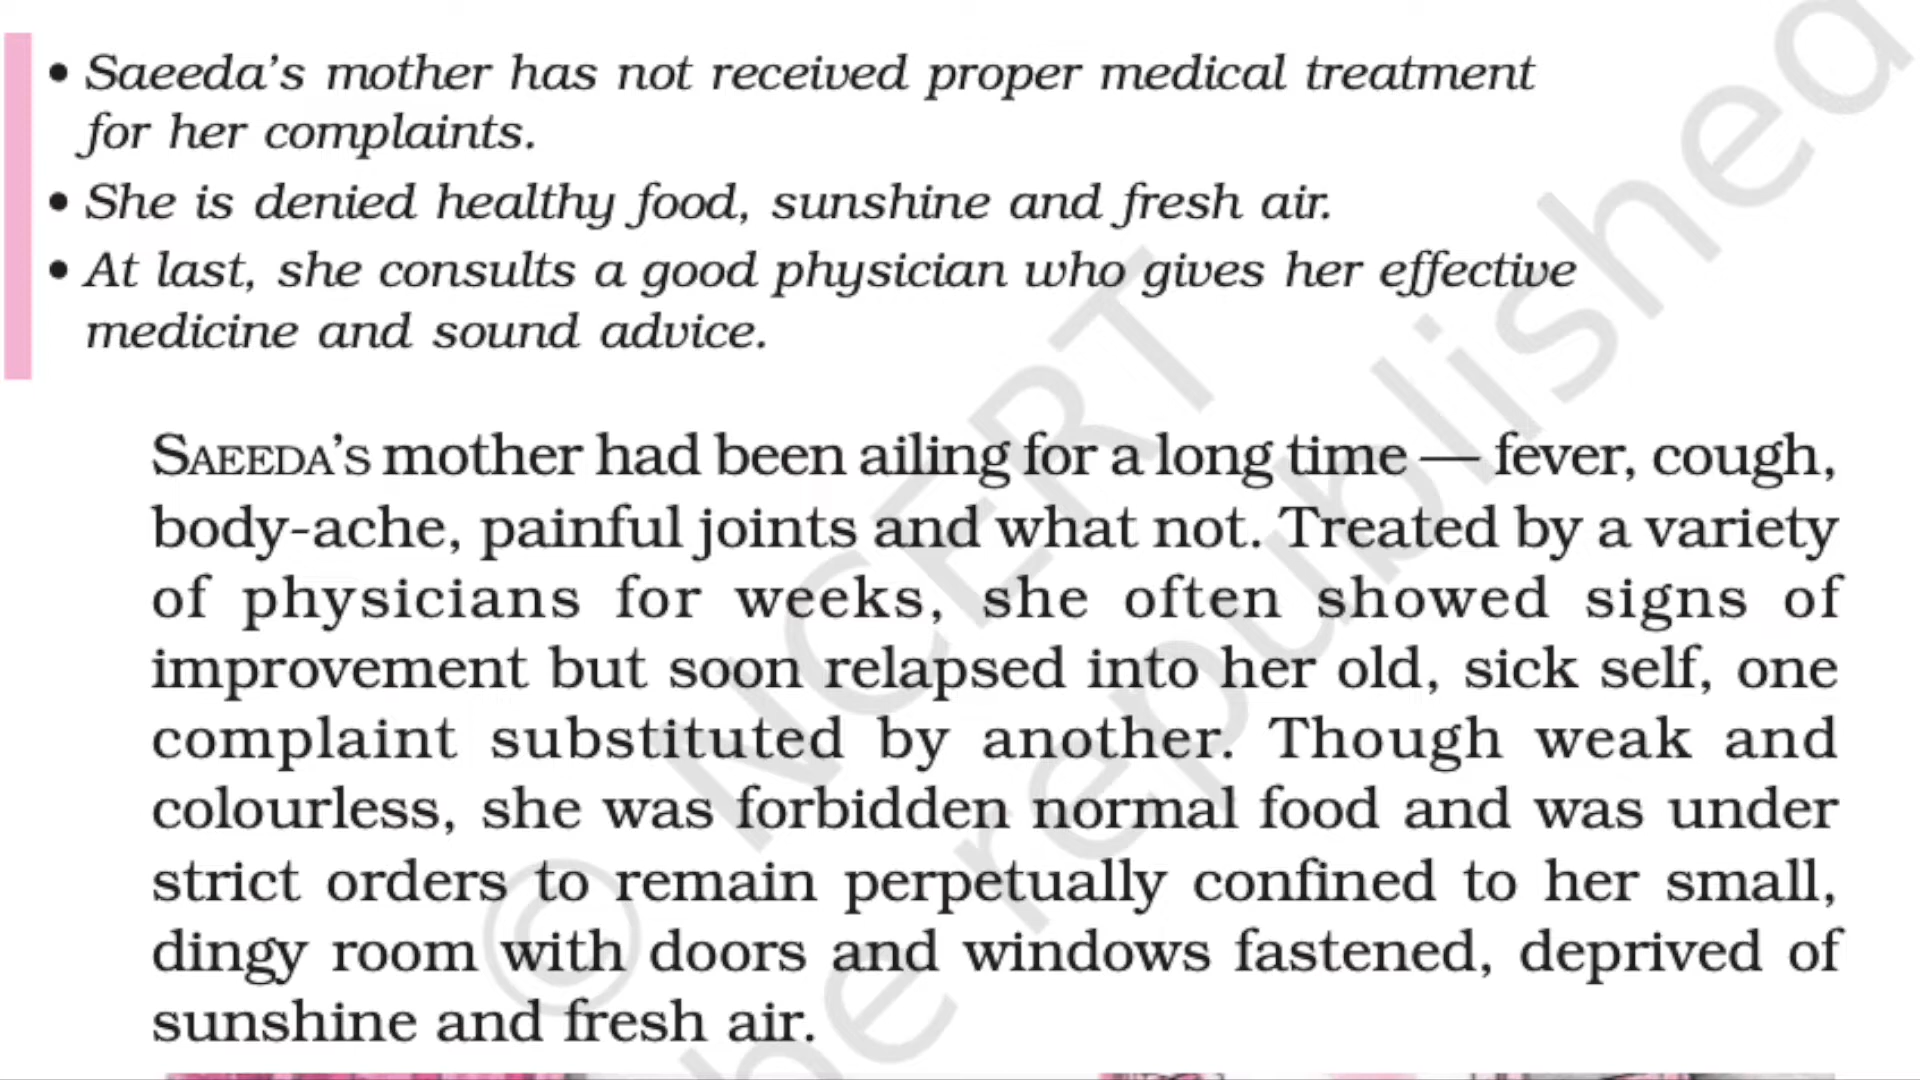 • Saeeda's mother has not received proper medical treatment
for her complaints.
• She is denied healthy food, sunshine and fresh air.
• At last, she consults a good physician who gives her effective
medicine and sound advice.
SAEEDA'S mother had been ailing for a long time — fever, cough,
body-ache, painful joints and what not. Treated by a variety
of physicians for weeks, she often showed signs of
improvement but soon relapsed into her old, sick self, one
complaint substituted by another. Though weak and
colourless, she was forbidden normal food and was under
strict orders to remain perpetually confined to her small,
dingy room with doors and windows fastened, deprived of
sunshine and fresh air.
© NCERT
be republished